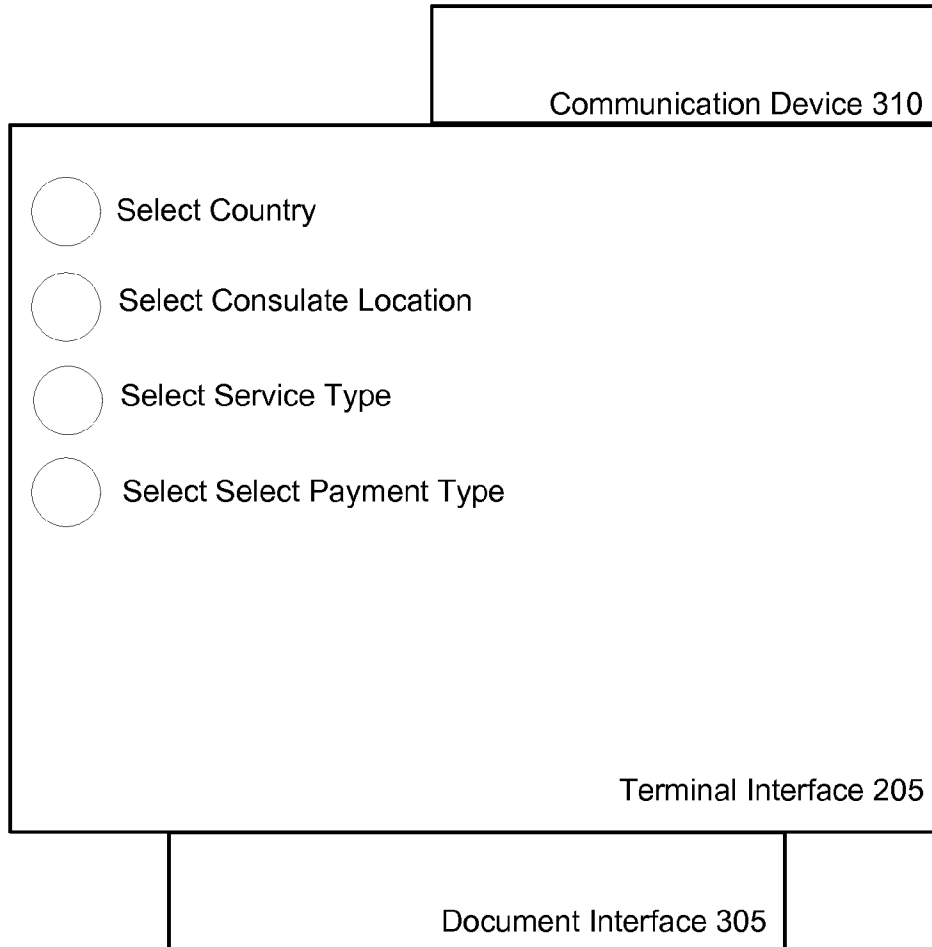 Communication Device 310
Select Country
Select Consulate Location
Select Service Type
Select Select Payment Type
Terminal Interface 205
Document Interface 305